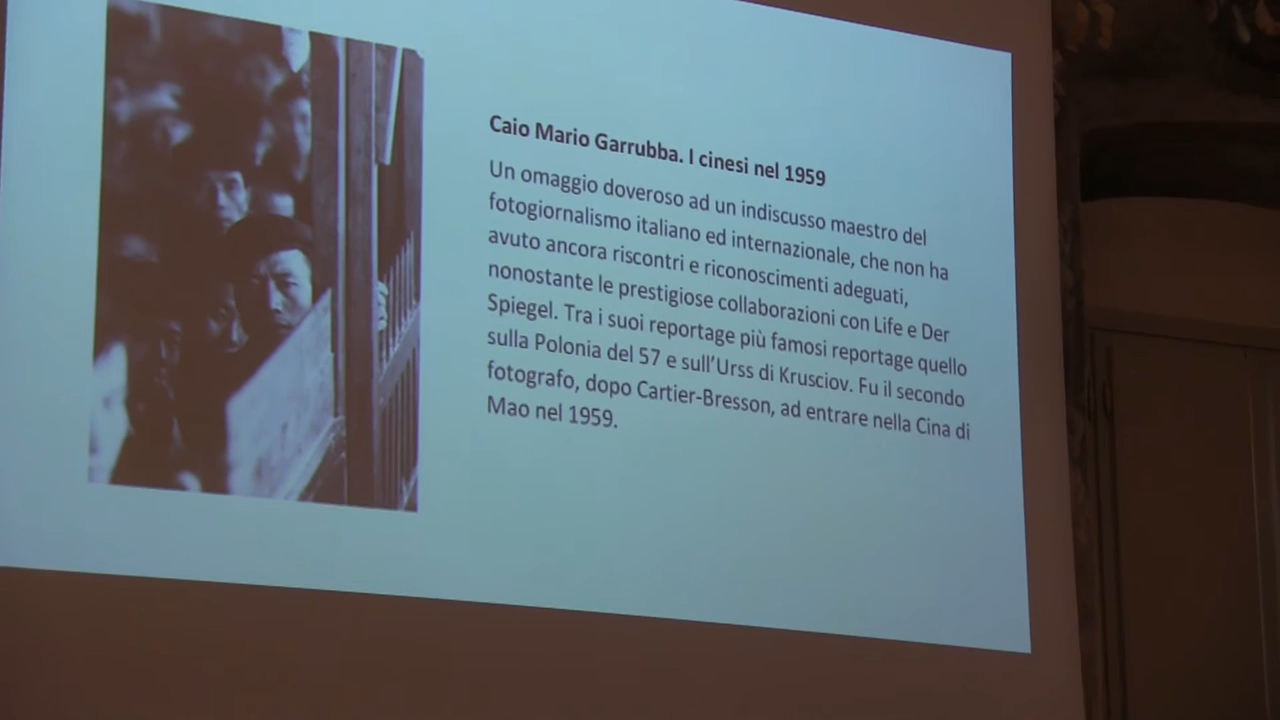 Caio Mario Garrubba. I cinesi nel 1959
Un omaggio doveroso ad un indiscusso maestro del
fotogiornalismo italiano ed internazionale, che non ha
avuto ancora riscontri e riconoscimenti adeguati,
nonostante le prestigiose collaborazioni con Life e Der
Spiegel. Tra i suoi reportage più famosi reportage quello
sulla Polonia del 57 e sull'Urss di Krusciov. Fu il secondo
fotografo, dopo Cartier-Bresson, ad entrare nella Cina di
Mao nel 1959.